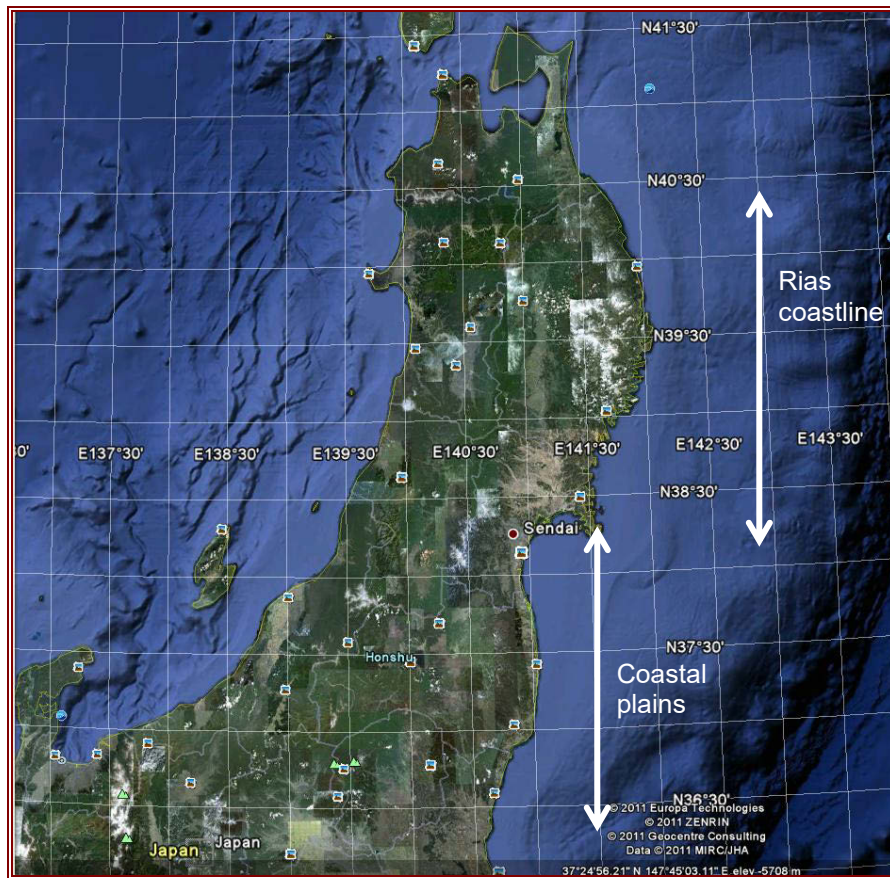 N41°30'
N40°30'
Rias
coastline
N39°30'
30'
E137°30'
E138°30'
E139°30'
E140°30'
E141°30'
E142°30'
E143°30'
N38°30'
Sendai
N37°30'
Honshu
Coastal
plains
N36°30'
© 2011 Europa Technologies
© 2011 ZENRIN
© 2011 Geocentre Consulting
Data © 2011 MIRC/JHA
Japan
Japan
37°24'56.21" N 147°45'03.11" E elev -5708 m